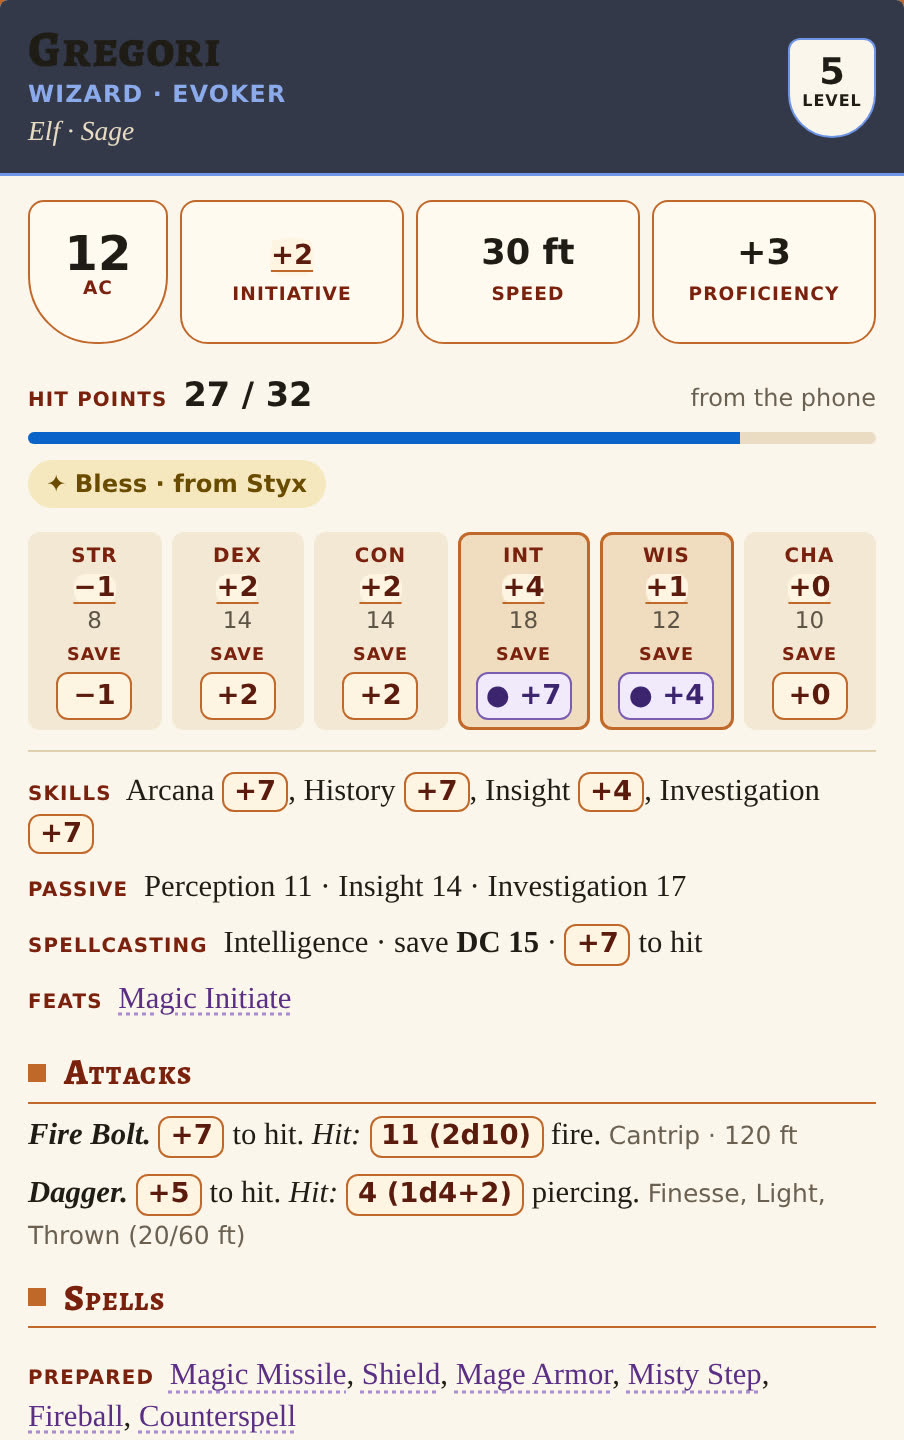 Gregori
WIZARD · EVOKER
Elf · Sage
5
LEVEL
12
AC
+2
INITIATIVE
30 ft
SPEED
+3
PROFICIENCY
HIT POINTS 27 / 32 from the phone
✦ Bless · from Styx
STR DEX CON INT WIS CHA
−1 +2 +2 +4 +1 +0
8 14 14 18 12 10
SAVE SAVE SAVE SAVE SAVE SAVE
−1 +2 +2 ● +7 ● +4 +0
SKILLS Arcana +7, History +7, Insight +4, Investigation
+7
PASSIVE Perception 11 · Insight 14 · Investigation 17
SPELLCASTING Intelligence · save DC 15 · +7 to hit
FEATS Magic Initiate
Attacks
Fire Bolt. +7 to hit. Hit: 11 (2d10) fire. Cantrip · 120 ft
Dagger. +5 to hit. Hit: 4 (1d4+2) piercing. Finesse, Light,
Thrown (20/60 ft)
Spells
PREPARED Magic Missile, Shield, Mage Armor, Misty Step,
Fireball, Counterspell